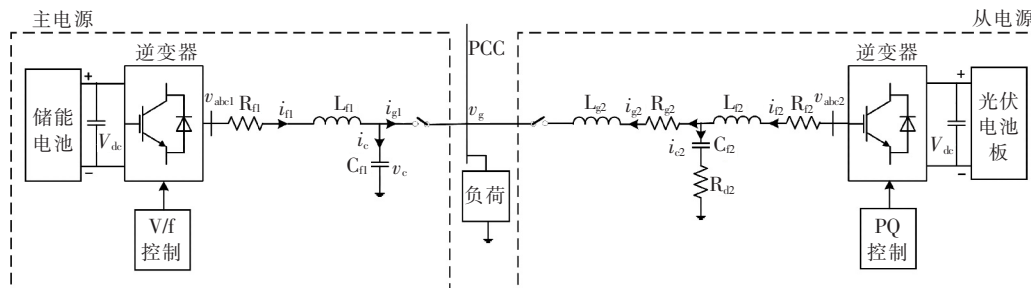 主电源
从电源
PCC
逆变器
逆变器
储能
电池
+
−
V_dc
v_abc1
R_f1
i_f1
L_f1
i_g1
i_c
C_f1
v_c
V/f
控制
v_g
负荷
L_g2
i_g2
R_g2
i_c2
C_f2
R_d2
L_f2
i_f2
R_f2
v_abc2
PQ
控制
+
−
V_dc
光伏
电池
板